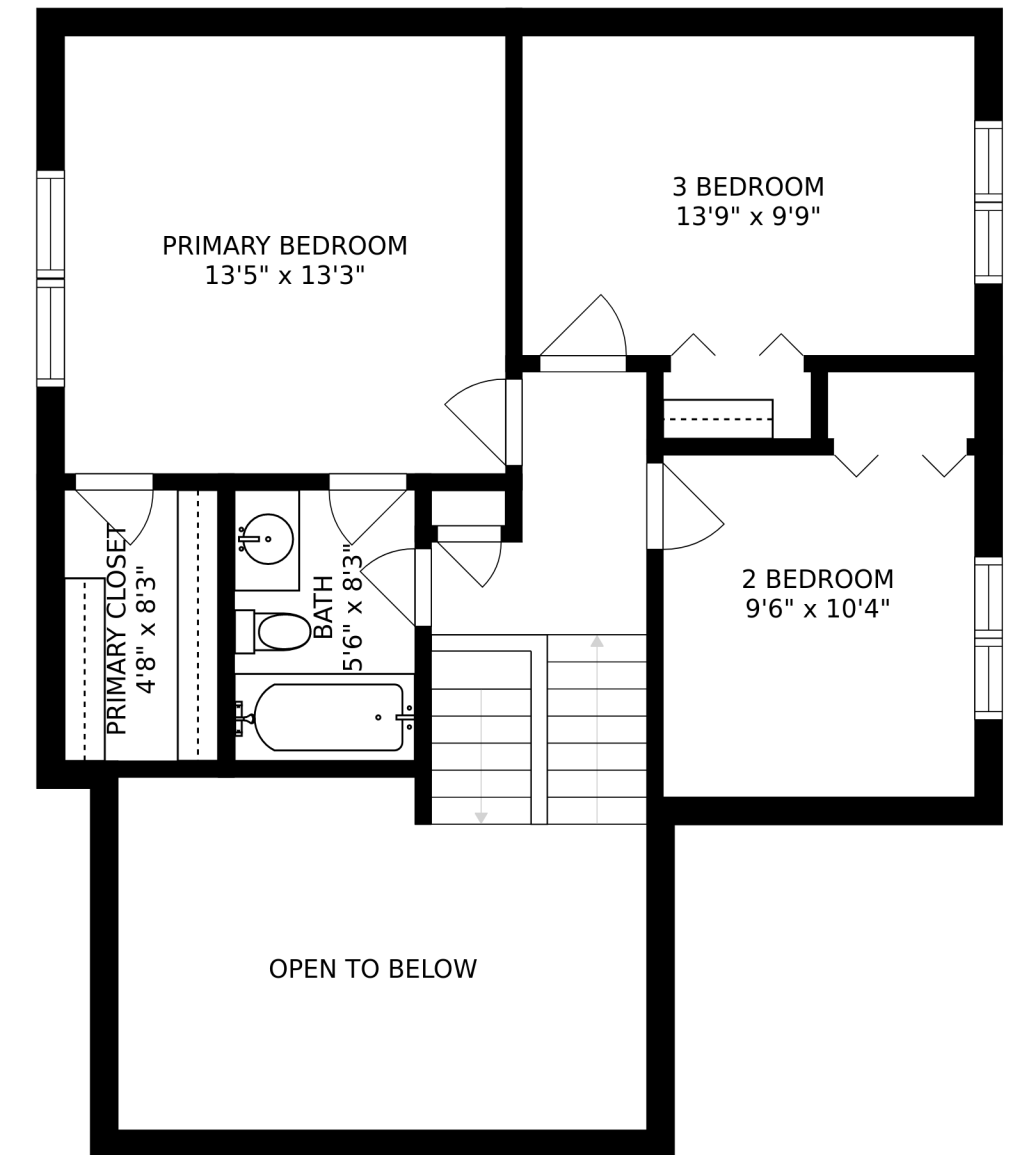 3 BEDROOM
13'9" x 9'9"
PRIMARY BEDROOM
13'5" x 13'3"
PRIMARY CLOSET
4'8" x 8'3"
BATH
5'6" x 8'3"
2 BEDROOM
9'6" x 10'4"
OPEN TO BELOW